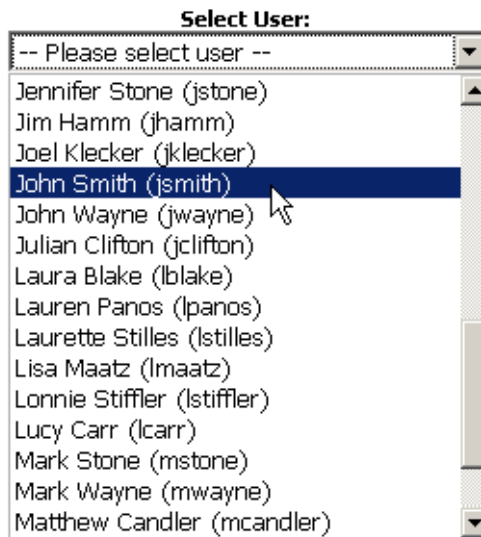 Select User:
-- Please select user --
Jennifer Stone (jstone)
Jim Hamm (jhamm)
Joel Klecker (jklecker)
John Smith (jsmith)
John Wayne (jwayne)
Julian Clifton (jclifton)
Laura Blake (lblake)
Lauren Panos (lpanos)
Laurette Stilles (lstilles)
Lisa Maatz (lmaatz)
Lonnie Stiffler (lstiffler)
Lucy Carr (lcarr)
Mark Stone (mstone)
Mark Wayne (mwayne)
Matthew Candler (mcandler)